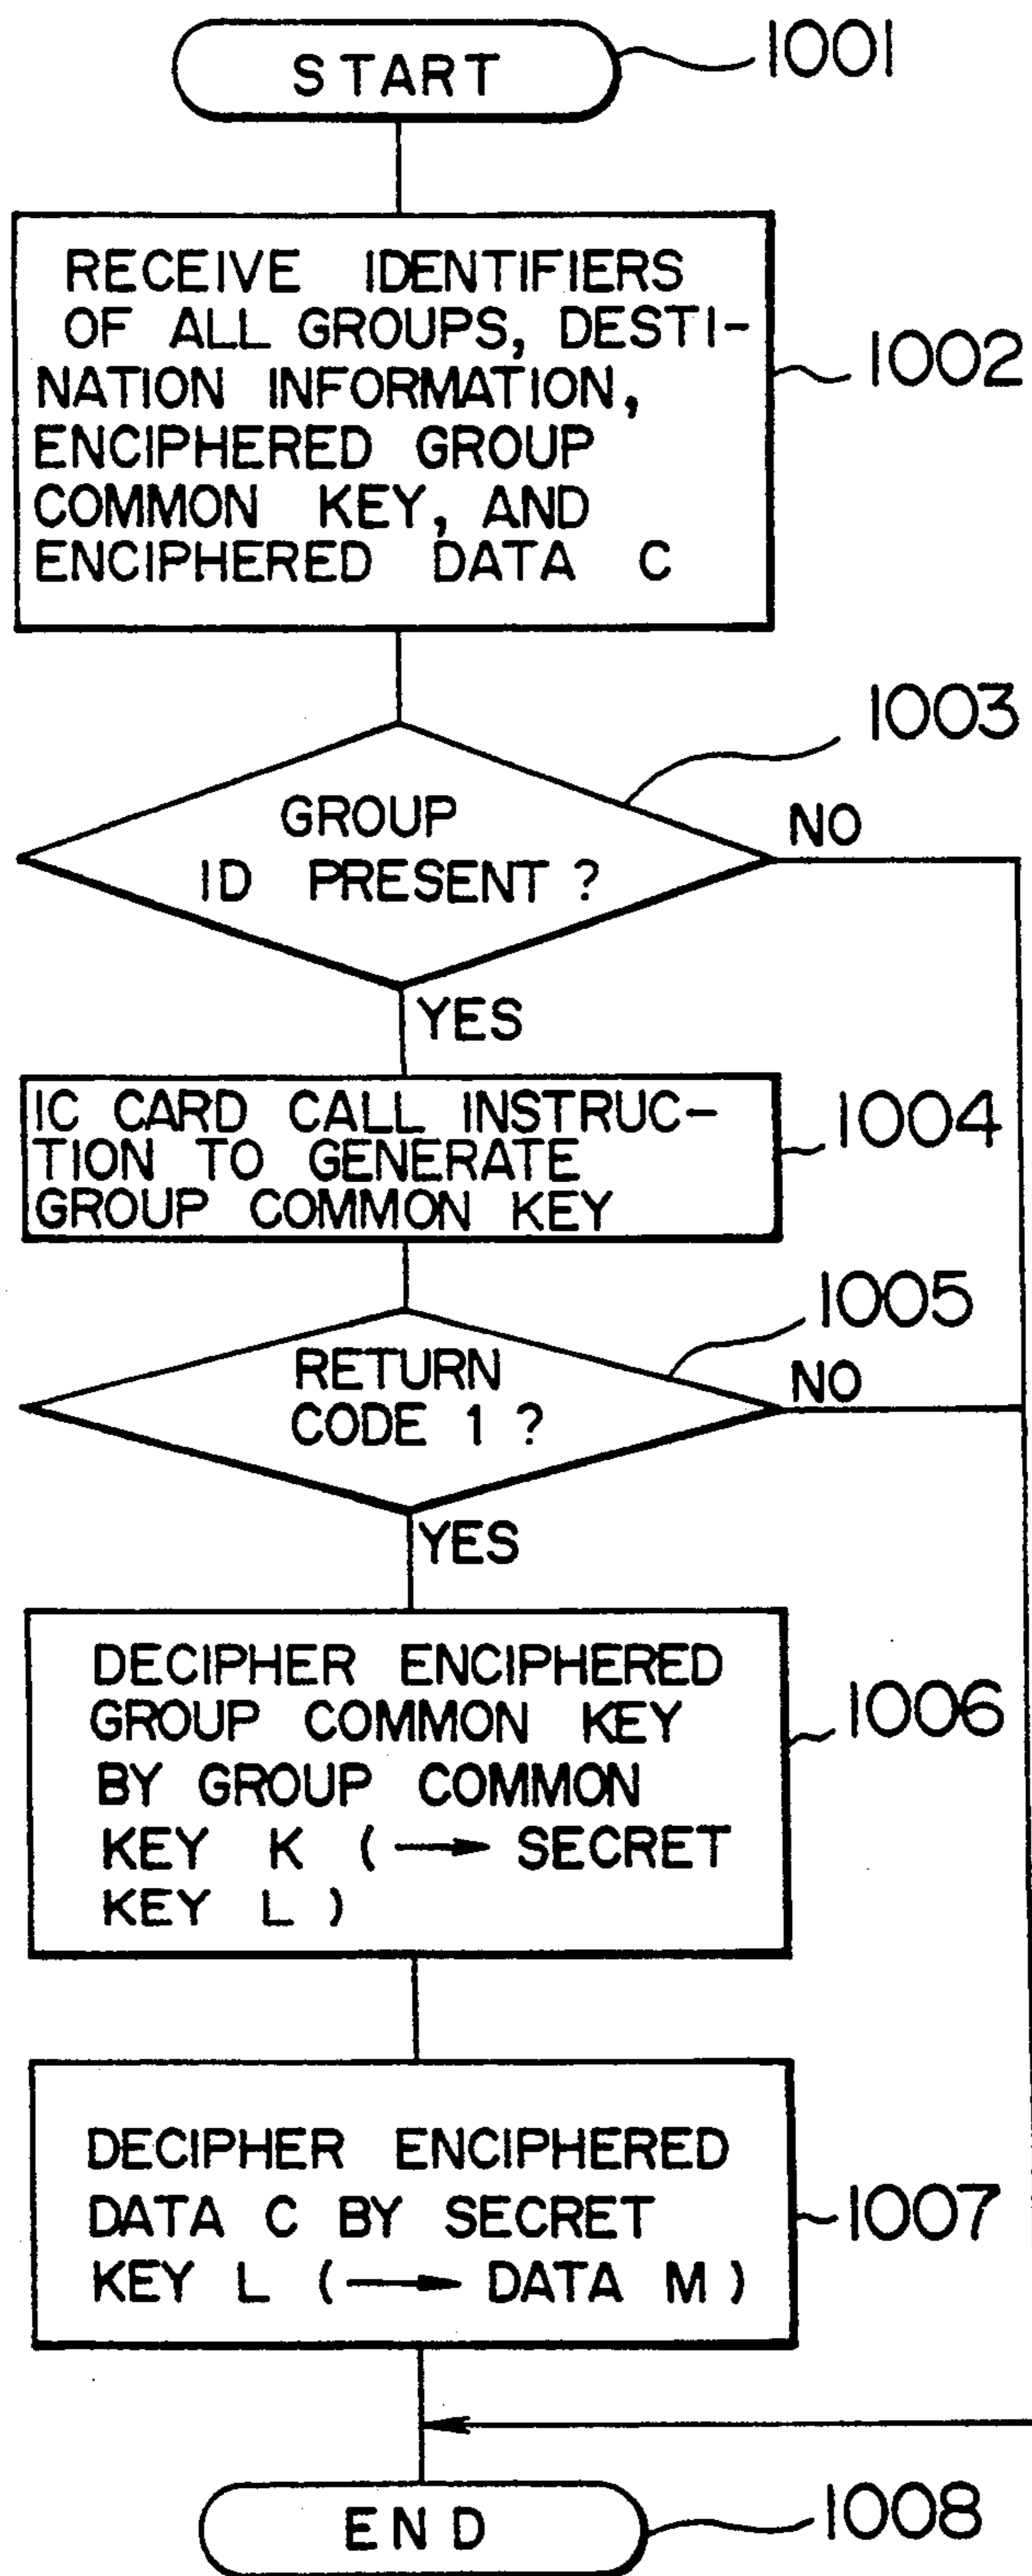 START
1001
RECEIVE IDENTIFIERS
OF ALL GROUPS, DESTI-
NATION INFORMATION,
ENCIPHERED GROUP
COMMON KEY, AND
ENCIPHERED DATA C
1002
1003
GROUP
ID PRESENT ?
NO
YES
IC CARD CALL INSTRUC-
TION TO GENERATE
GROUP COMMON KEY
1004
1005
RETURN
CODE 1 ?
NO
YES
DECIPHER ENCIPHERED
GROUP COMMON KEY
BY GROUP COMMON
KEY K ( → SECRET
KEY L )
1006
DECIPHER ENCIPHERED
DATA C BY SECRET
KEY L ( → DATA M )
1007
END
1008